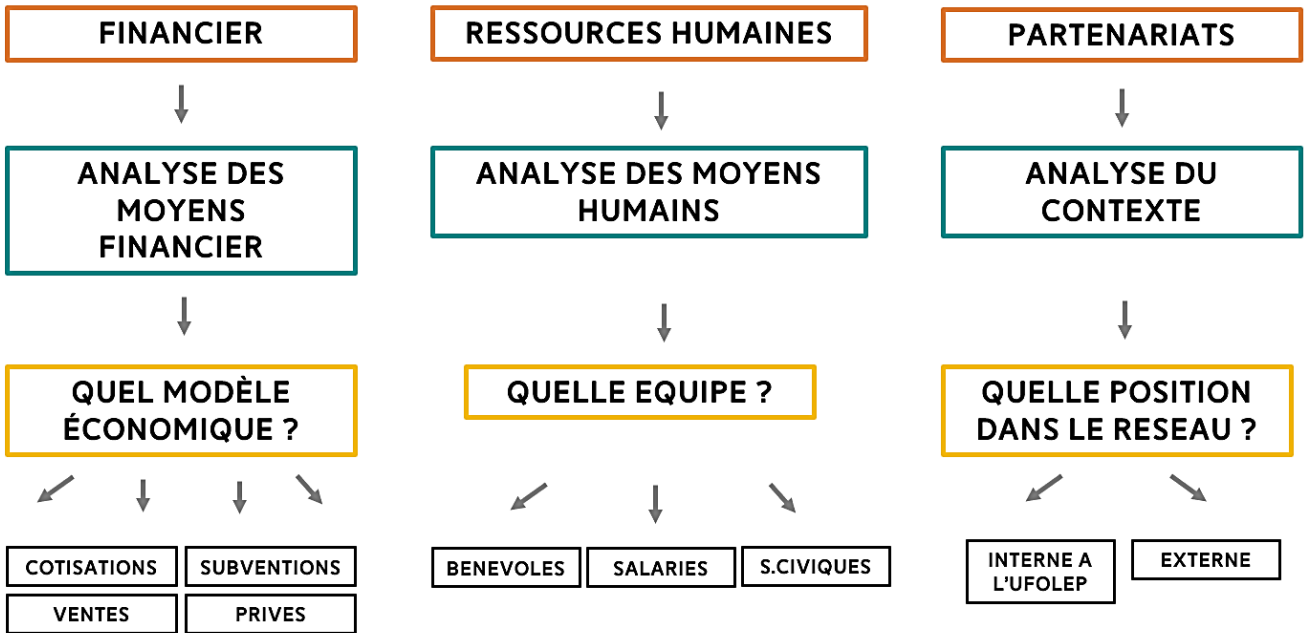 FINANCIER
RESSOURCES HUMAINES
PARTENARIATS
ANALYSE DES
MOYENS
FINANCIER
ANALYSE DES MOYENS
HUMAINS
ANALYSE DU
CONTEXTE
QUEL MODÈLE
ÉCONOMIQUE ?
QUELLE EQUIPE ?
QUELLE POSITION
DANS LE RESEAU ?
COTISATIONS
SUBVENTIONS
VENTES
PRIVES
BENEVOLES
SALARIES
S.CIVIQUES
INTERNE A
L'UFOLEP
EXTERNE